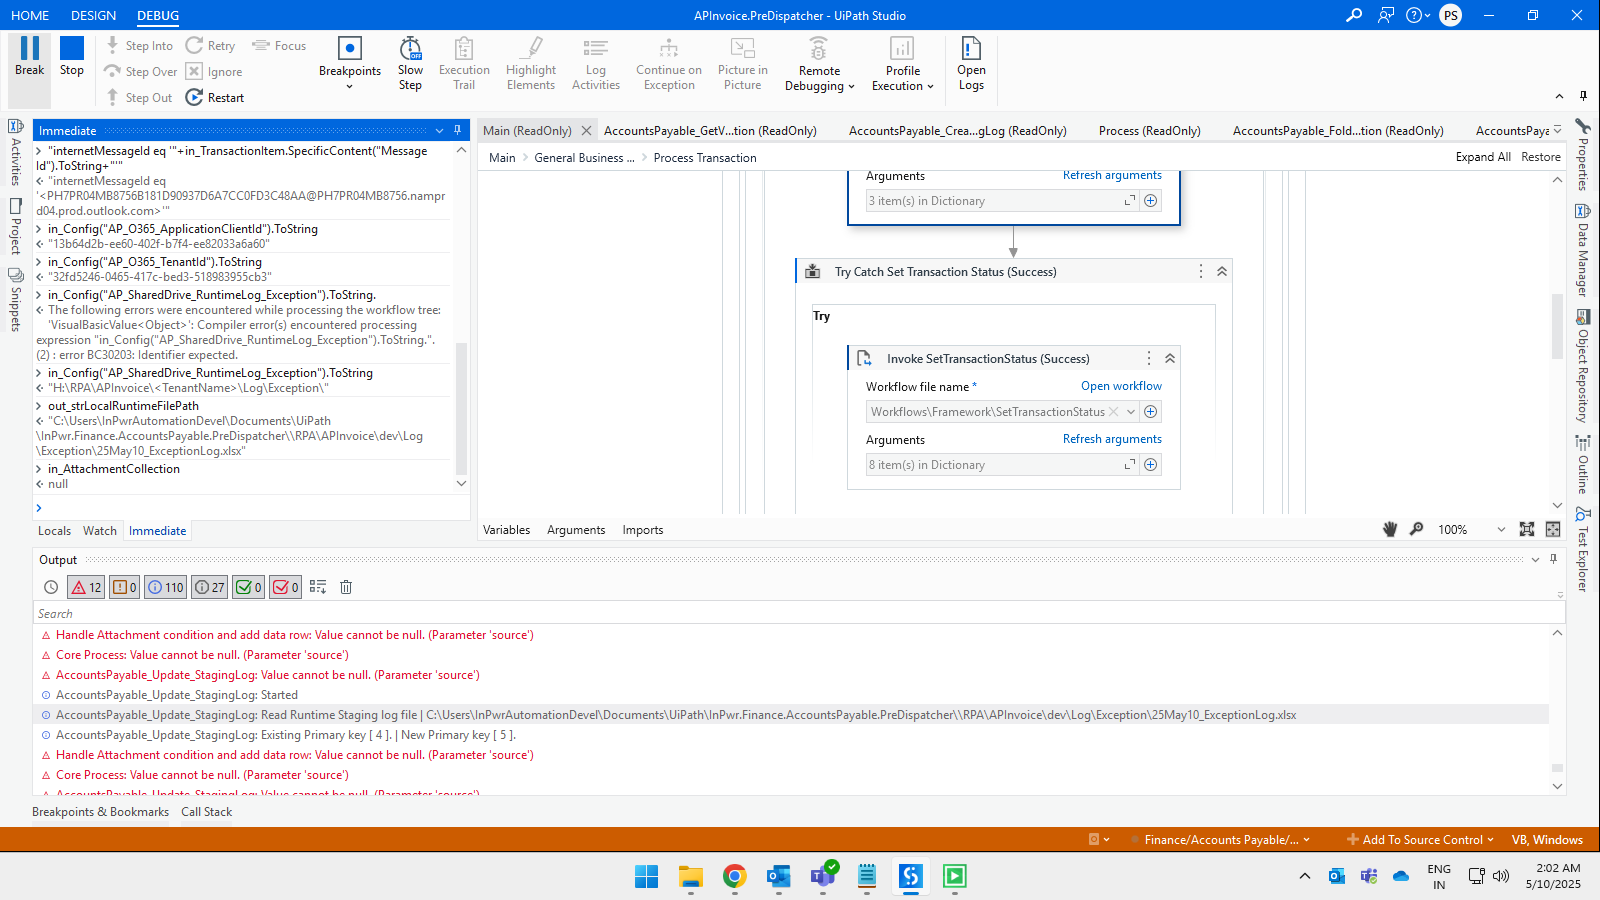 HOME DESIGN DEBUG
APInvoice.PreDispatcher - UiPath Studio
PS
Break
Stop
Step Into
Step Over
Step Out
Retry
Ignore
Restart
Focus
Breakpoints
Slow Step
Execution Trail
Highlight Elements
Log Activities
Continue on Exception
Picture in Picture
Remote Debugging
Profile Execution
Open Logs
Activities
Project
Snippets
Immediate
"internetMessageId eq '"+in_TransactionItem.SpecificContent("Message
Id").ToString+"'"
"internetMessageId eq
'<PH7PR04MB8756B181D90937D6A7CC0FD3C48AA@PH7PR04MB8756.nampr
d04.prod.outlook.com>'"
in_Config("AP_O365_ApplicationClientId").ToString
"13b64d2b-ee60-402f-b7f4-ee82033a6a60"
in_Config("AP_O365_TenantId").ToString
"32fd5246-0465-417c-bed3-518983955cb3"
in_Config("AP_SharedDrive_RuntimeLog_Exception").ToString.
The following errors were encountered while processing the workflow tree:
'VisualBasicValue<Object>': Compiler error(s) encountered processing
expression "in_Config("AP_SharedDrive_RuntimeLog_Exception").ToString.".
(2) : error BC30203: Identifier expected.
in_Config("AP_SharedDrive_RuntimeLog_Exception").ToString
"H:\RPA\APInvoice\<TenantName>\Log\Exception\"
out_strLocalRuntimeFilePath
"C:\Users\InPwrAutomationDevel\Documents\UiPath
\InPwr.Finance.AccountsPayable.PreDispatcher\\RPA\APInvoice\dev\Log
\Exception\25May10_ExceptionLog.xlsx"
in_AttachmentCollection
null
Locals Watch Immediate
Main (ReadOnly) AccountsPayable_GetV...tion (ReadOnly) AccountsPayable_Crea...gLog (ReadOnly) Process (ReadOnly) AccountsPayable_Fold...tion (ReadOnly) AccountsPaya
Main General Business ... Process Transaction
Expand All Restore
Arguments Refresh arguments
3 item(s) in Dictionary
Try Catch Set Transaction Status (Success)
Try
Invoke SetTransactionStatus (Success)
Workflow file name * Open workflow
Workflows\Framework\SetTransactionStatus
Arguments Refresh arguments
8 item(s) in Dictionary
Variables Arguments Imports
100%
Properties
Data Manager
Object Repository
Outline
Test Explorer
Output
12 0 110 27 0 0
Search
Handle Attachment condition and add data row: Value cannot be null. (Parameter 'source')
Core Process: Value cannot be null. (Parameter 'source')
AccountsPayable_Update_StagingLog: Value cannot be null. (Parameter 'source')
AccountsPayable_Update_StagingLog: Started
AccountsPayable_Update_StagingLog: Read Runtime Staging log file | C:\Users\InPwrAutomationDevel\Documents\UiPath\InPwr.Finance.AccountsPayable.PreDispatcher\\RPA\APInvoice\dev\Log\Exception\25May10_ExceptionLog.xlsx
AccountsPayable_Update_StagingLog: Existing Primary key [ 4 ]. | New Primary key [ 5 ].
Handle Attachment condition and add data row: Value cannot be null. (Parameter 'source')
Core Process: Value cannot be null. (Parameter 'source')
AccountsPayable_Update_StagingLog: Value cannot be null. (Parameter 'source')
Breakpoints & Bookmarks Call Stack
Finance/Accounts Payable/... Add To Source Control VB, Windows
ENG
IN
2:02 AM
5/10/2025